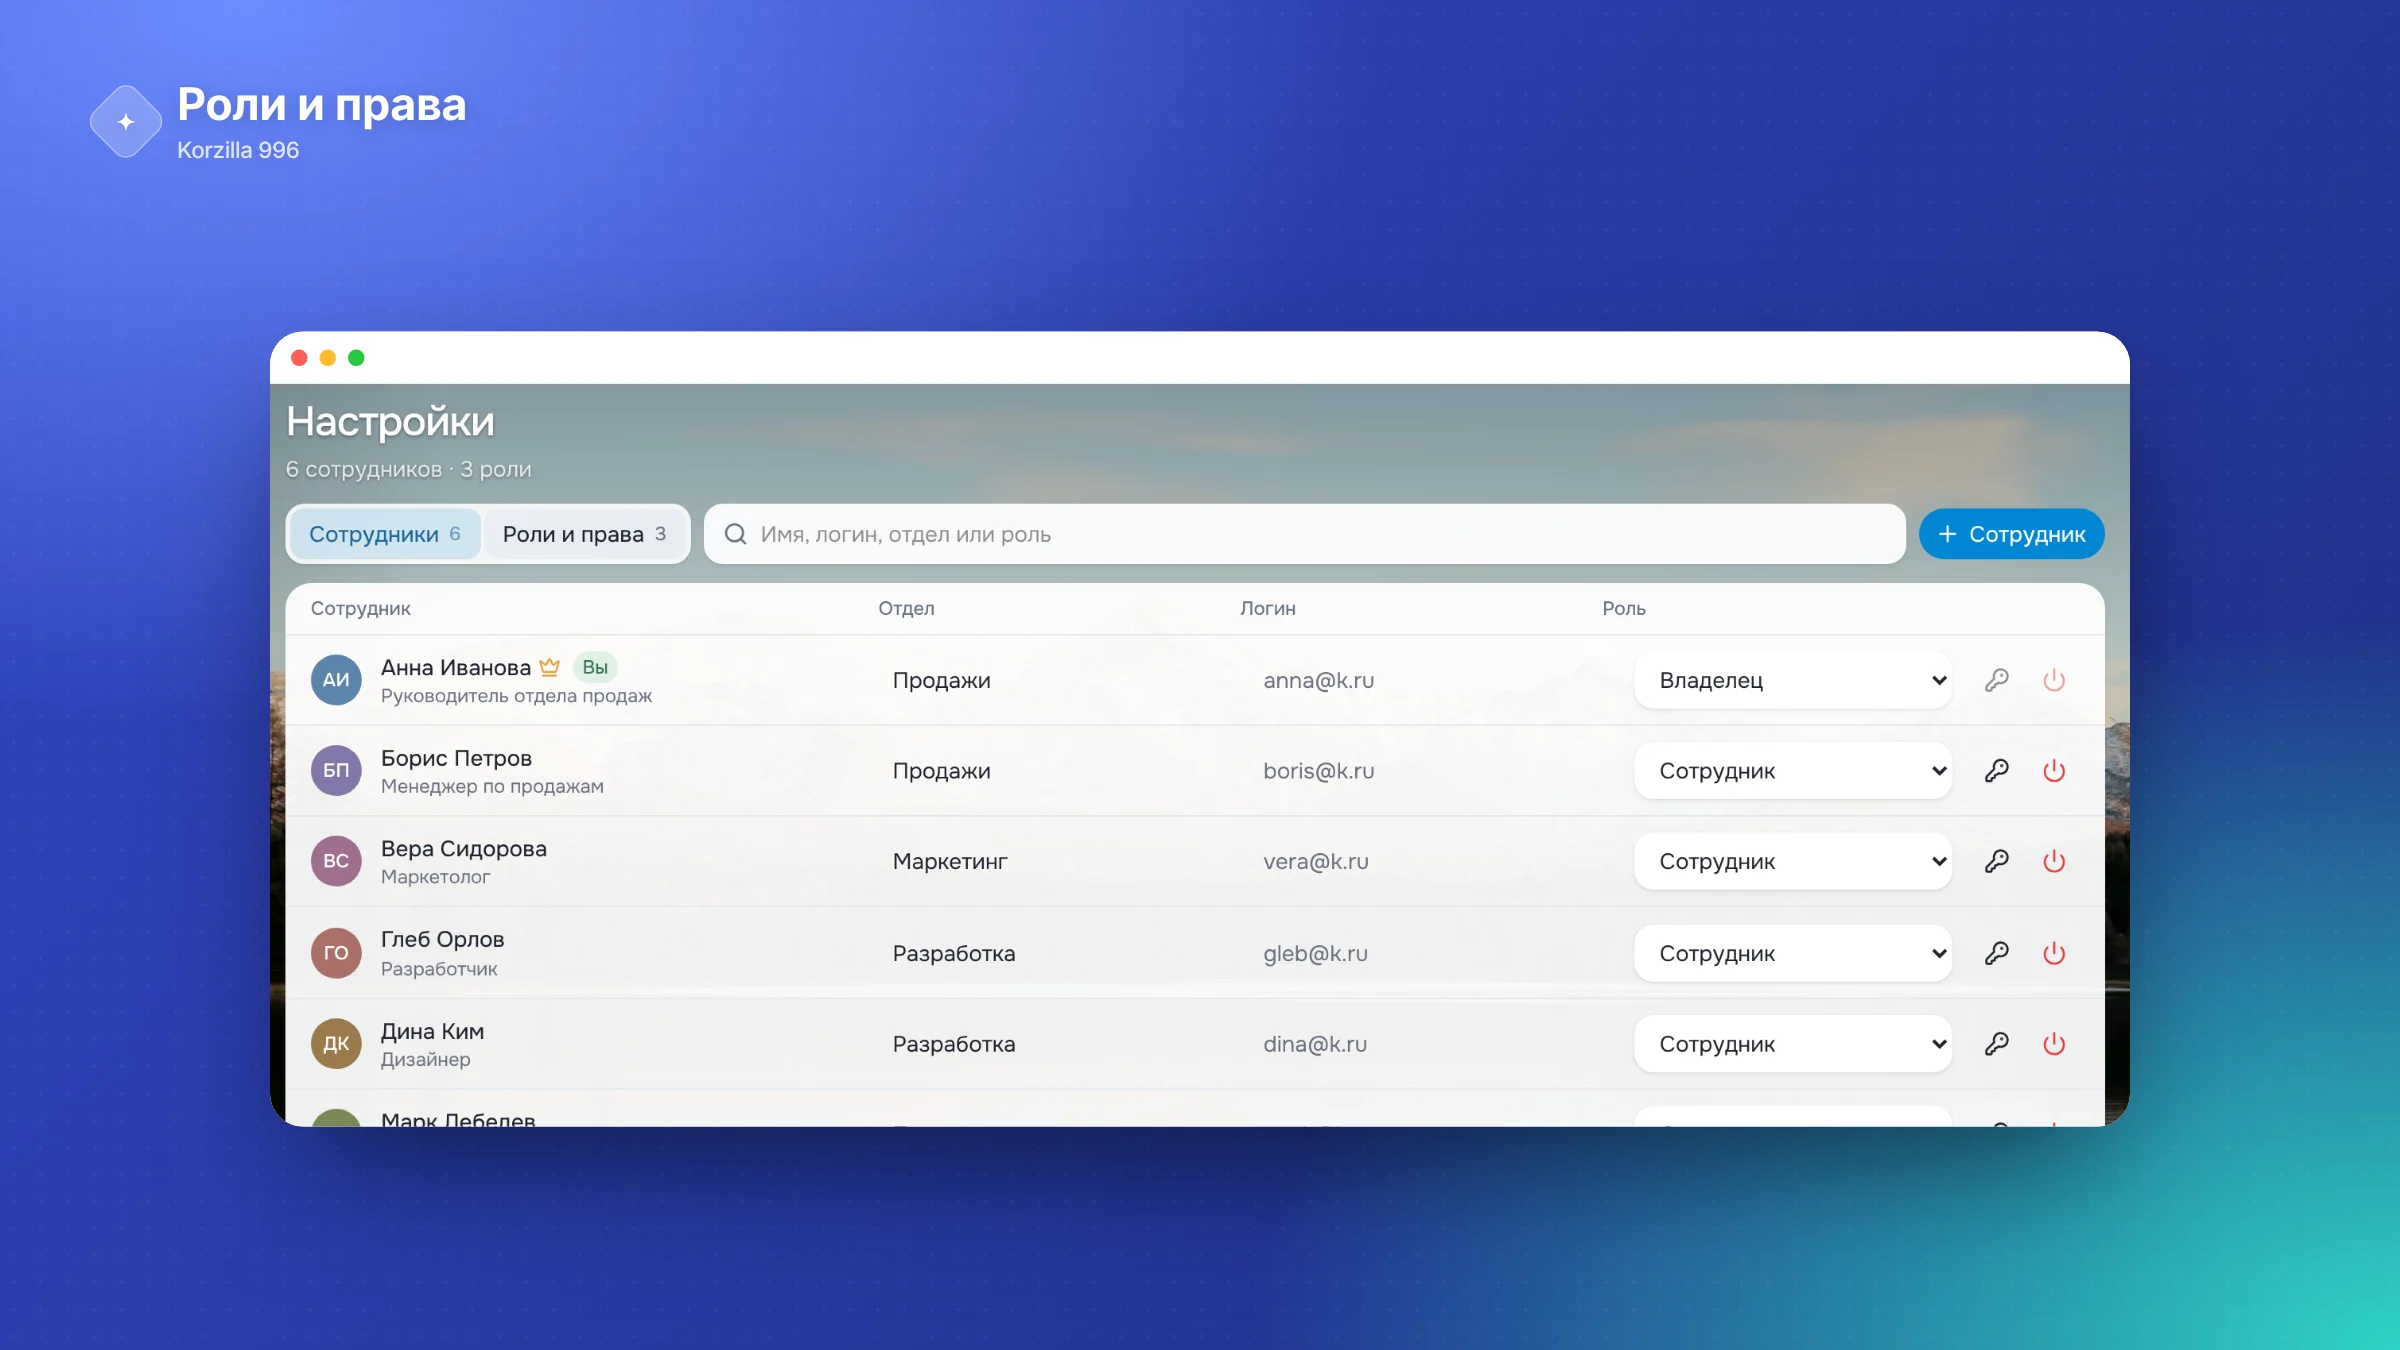 Роли и права
Korzilla 996
Настройки
6 сотрудников · 3 роли
Сотрудники 6
Роли и права 3
Имя, логин, отдел или роль
+ Сотрудник
Сотрудник Отдел Логин Роль
АИ Анна Иванова Вы Продажи anna@k.ru Владелец
Руководитель отдела продаж
БП Борис Петров Продажи boris@k.ru Сотрудник
Менеджер по продажам
ВС Вера Сидорова Маркетинг vera@k.ru Сотрудник
Маркетолог
ГО Глеб Орлов Разработка gleb@k.ru Сотрудник
Разработчик
ДК Дина Ким Разработка dina@k.ru Сотрудник
Дизайнер
Марк Лебедев